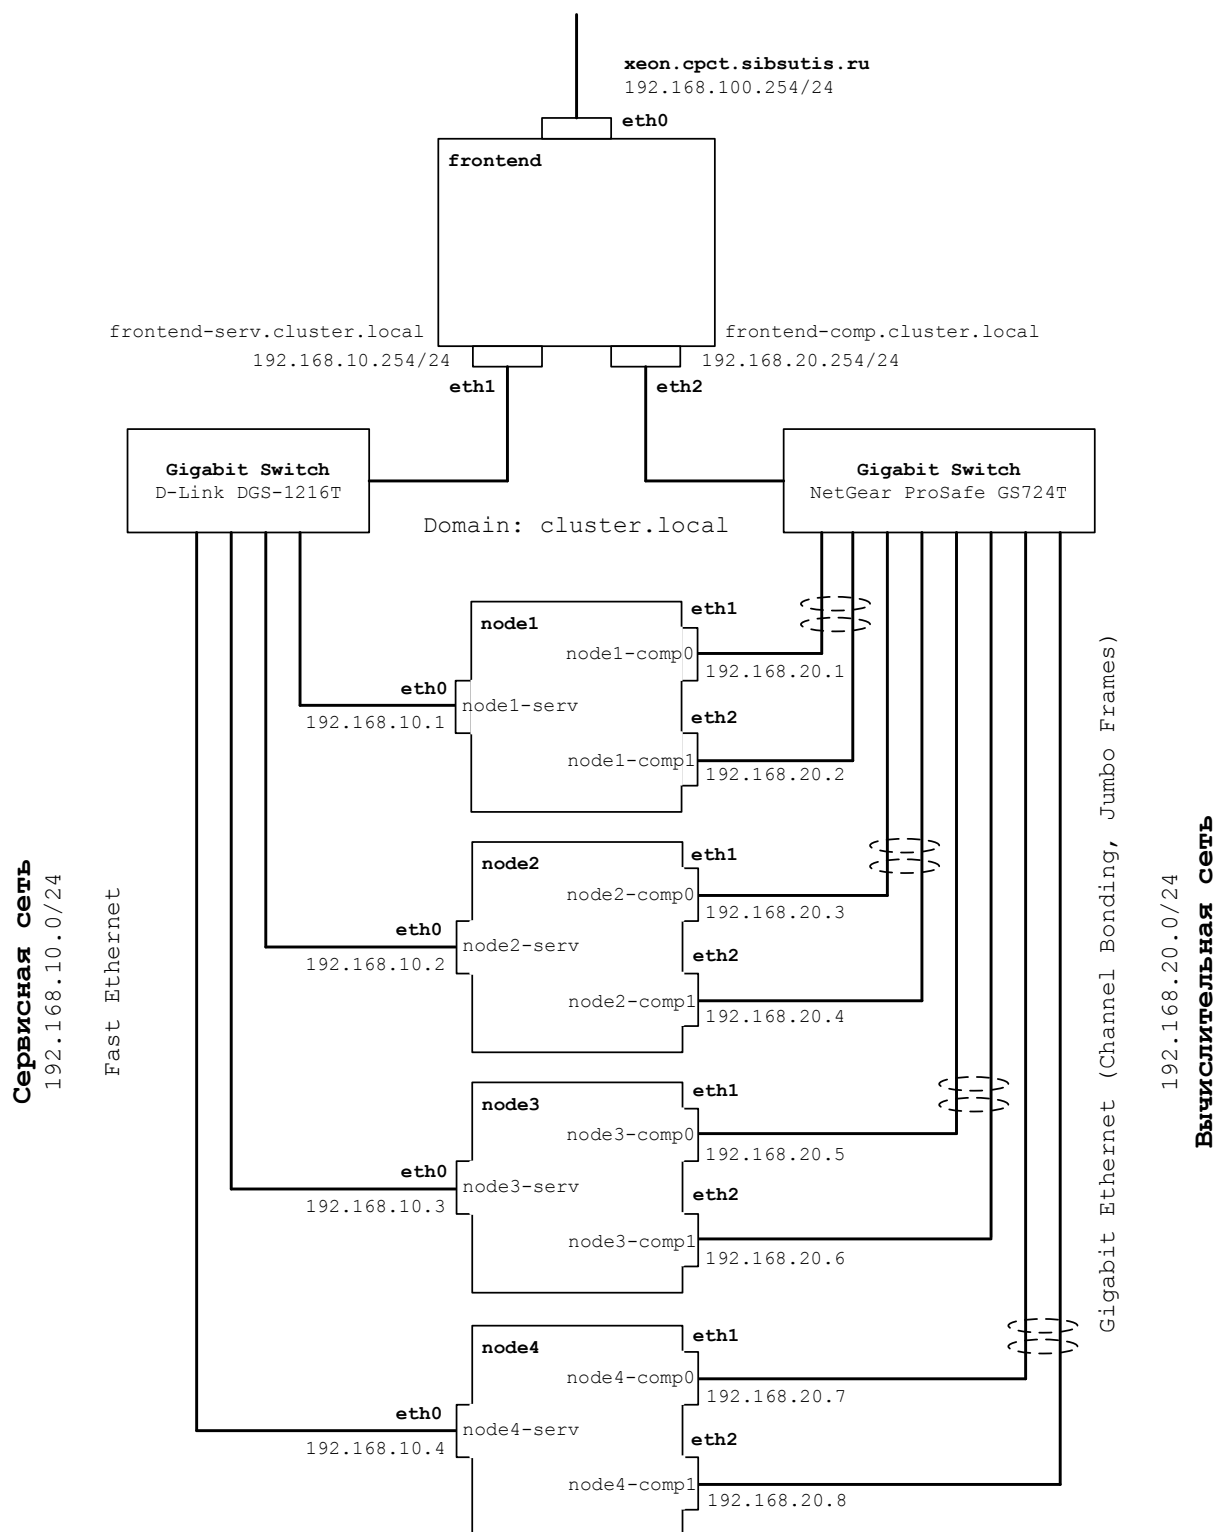 xeon.cpct.sibsutis.ru
192.168.100.254/24
eth0
frontend
frontend-serv.cluster.local
192.168.10.254/24
eth1
frontend-comp.cluster.local
192.168.20.254/24
eth2
Gigabit Switch
D-Link DGS-1216T
Gigabit Switch
NetGear ProSafe GS724T
Domain: cluster.local
node1
eth1
node1-comp0
192.168.20.1
eth0
node1-serv
192.168.10.1
eth2
node1-comp1
192.168.20.2
node2
eth1
node2-comp0
192.168.20.3
eth0
node2-serv
192.168.10.2
eth2
node2-comp1
192.168.20.4
node3
eth1
node3-comp0
192.168.20.5
eth0
node3-serv
192.168.10.3
eth2
node3-comp1
192.168.20.6
node4
eth1
node4-comp0
192.168.20.7
eth0
node4-serv
192.168.10.4
eth2
node4-comp1
192.168.20.8
Сервисная сеть
192.168.10.0/24
Fast Ethernet
Gigabit Ethernet (Channel Bonding, Jumbo Frames)
192.168.20.0/24
Вычислительная сеть